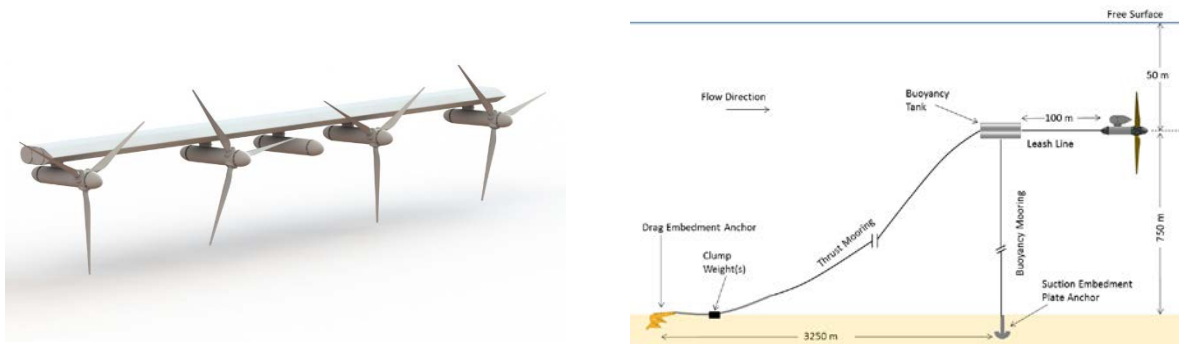 Free Surface
50 m
Flow Direction
Buoyancy
Tank
100 m
Leash Line
Drag Embedment Anchor
Clump
Weight(s)
Thrust Mooring
Buoyancy Mooring
750 m
Suction Embedment
Plate Anchor
3250 m